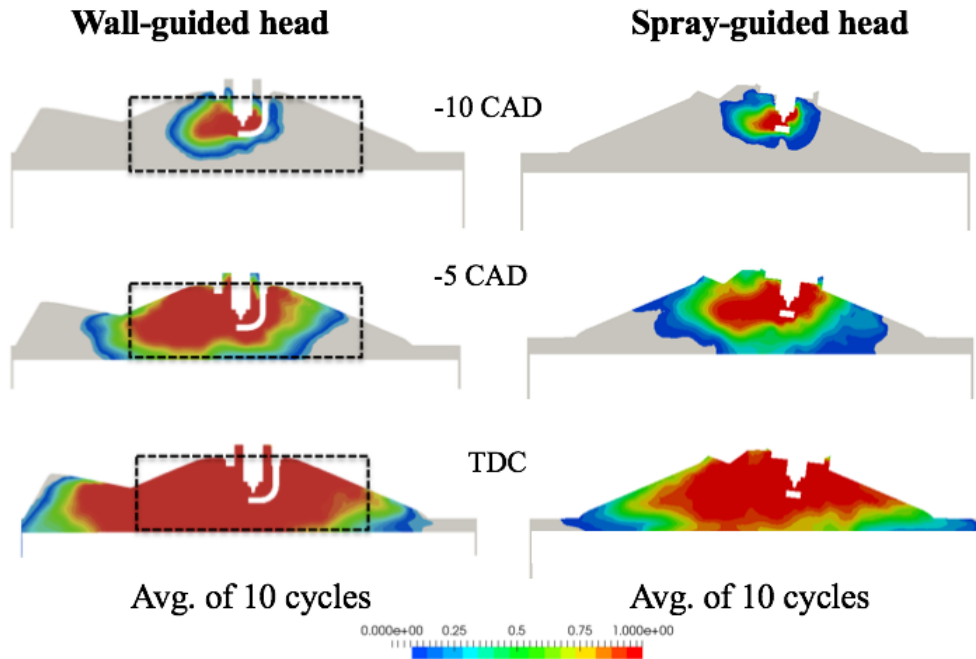 Wall-guided head
Spray-guided head
-10 CAD
-5 CAD
TDC
Avg. of 10 cycles
Avg. of 10 cycles
0.000e+00 0.25 0.5 0.75 1.000e+00